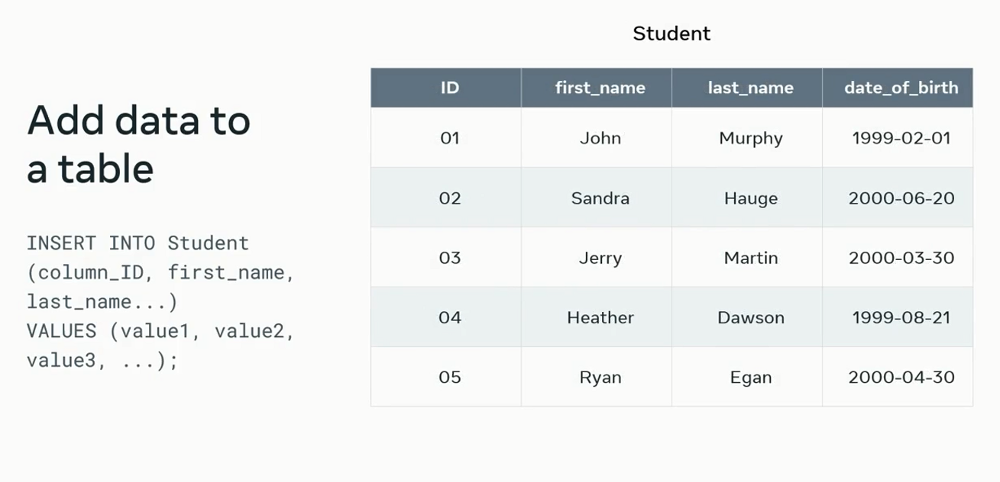 Add data to
a table
INSERT INTO Student
(column_ID, first_name,
last_name...)
VALUES (value1, value2,
value3, ...);
Student
ID first_name last_name date_of_birth
01 John Murphy 1999-02-01
02 Sandra Hauge 2000-06-20
03 Jerry Martin 2000-03-30
04 Heather Dawson 1999-08-21
05 Ryan Egan 2000-04-30